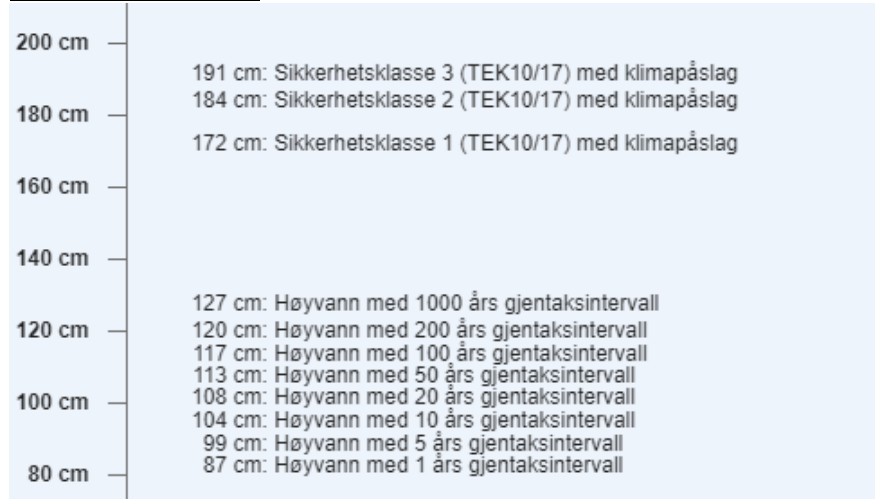 200 cm
191 cm: Sikkerhetsklasse 3 (TEK10/17) med klimapåslag
184 cm: Sikkerhetsklasse 2 (TEK10/17) med klimapåslag
180 cm
172 cm: Sikkerhetsklasse 1 (TEK10/17) med klimapåslag
160 cm
140 cm
127 cm: Høyvann med 1000 års gjentaksintervall
120 cm
120 cm: Høyvann med 200 års gjentaksintervall
117 cm: Høyvann med 100 års gjentaksintervall
113 cm: Høyvann med 50 års gjentaksintervall
108 cm: Høyvann med 20 års gjentaksintervall
100 cm
104 cm: Høyvann med 10 års gjentaksintervall
99 cm: Høyvann med 5 års gjentaksintervall
87 cm: Høyvann med 1 års gjentaksintervall
80 cm